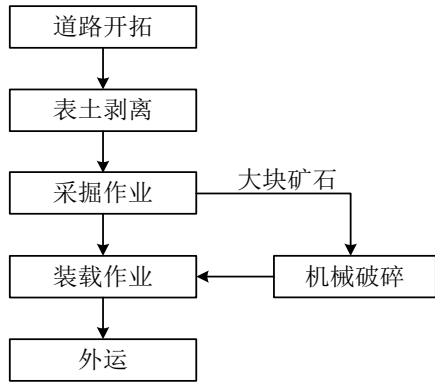 道路开拓
表土剥离
采掘作业
大块矿石
装载作业
机械破碎
外运